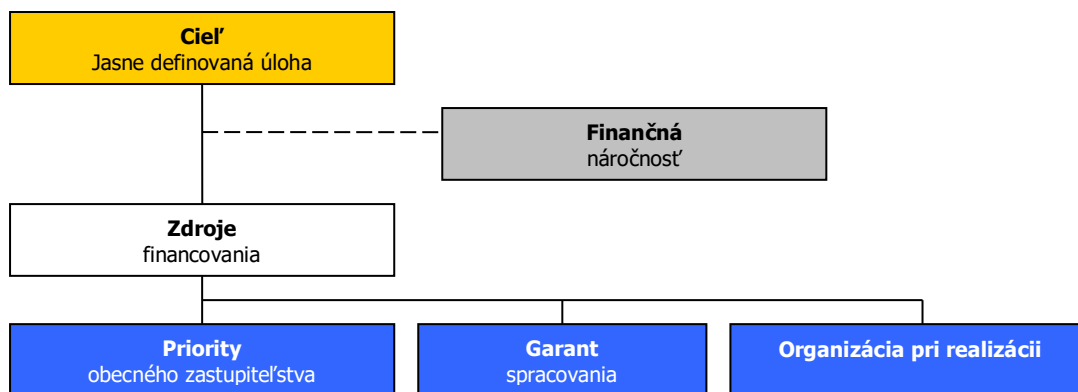 Cieľ
Jasne definovaná úloha
Finančná
náročnosť
Zdroje
financovania
Priority
obecného zastupiteľstva
Garant
spracovania
Organizácia pri realizácii